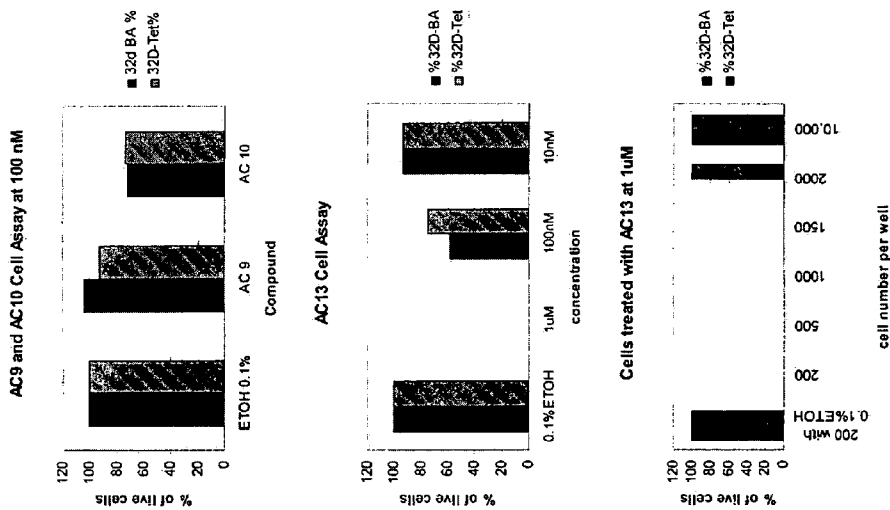 AC9 and AC10 Cell Assay at 100 nM
% of live cells
120
100
80
60
40
20
0
ETOH 0.1%
AC 9
AC 10
Compound
32d BA %
32D-Tet%
AC13 Cell Assay
% of live cells
120
100
80
60
40
20
0
0.1%ETOH
1uM
100nM
10nM
concentration
%32D-BA
%32D-Tet
Cells treated with AC13 at 1uM
% of live cells
120
100
80
60
40
20
0
200 with
0.1%ETOH
200
500
1000
1500
2000
10,000
cell number per well
%32D-BA
%32D-Tet